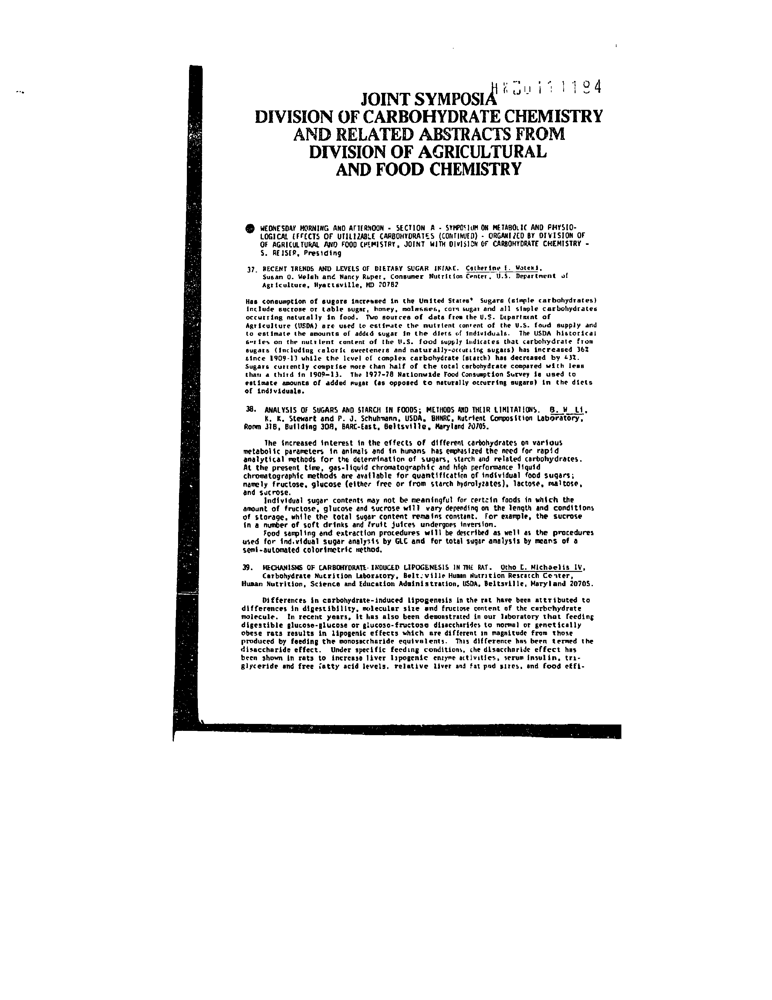 JOINT SYMPOSIA
DIVISION OF CARBOHYDRATE CHEMISTRY
AND RELATED ABSTRACTS FROM
DIVISION OF AGRICULTURAL
AND FOOD CHEMISTRY
WEDNESDAY MORNING AND AFTERNOON - SECTION A - SYMPOSIUM ON METABOLIC AND PHYSIO-
LOGICAL EFFECTS OF UTILIZABLE CARBOHYDRATES (CONTINUED) - ORGANIZED BY DIVISION OF
OF AGRICULTURAL AND FOOD CHEMISTRY, JOINT WITH DIVISION OF CARBOHYDRATE CHEMISTRY -
S. REISER, Presiding
37. RECENT TRENDS AND LEVELS OF DIETARY SUGAR INTAKE. Catherine E. Woteki,
Susan O. Welsh and Nancy Raper, Consumer Nutrition Center, U.S. Department of
Agriculture, Hyattsville, MD 20782
Has consumption of sugars increased in the United States? Sugars (simple carbohydrates)
include sucrose or table sugar, honey, molasses, corn sugar and all simple carbohydrates
occurring naturally in food. Two sources of data from the U.S. Department of
Agriculture (USDA) are used to estimate the nutrient content of the U.S. food supply and
to estimate the amounts of added sugar in the diets of individuals. The USDA historical
series on the nutrient content of the U.S. food supply indicates that carbohydrate from
sugars (including caloric sweeteners and naturally-occuring sugars) has increased 36%
since 1909-13 while the level of complex carbohydrate (starch) has decreased by 43%.
Sugars currently comprise more than half of the total carbohydrate compared with less
than a third in 1909-13. The 1977-78 Nationwide Food Consumption Survey is used to
estimate amounts of added sugar (as opposed to naturally occurring sugars) in the diets
of individuals.
38. ANALYSIS OF SUGARS AND STARCH IN FOODS; METHODS AND THEIR LIMITATIONS. B. W. Li,
K. K. Stewart and P. J. Schuhmann, USDA, BHNRC, Nutrient Composition Laboratory,
Room 318, Building 308, BARC-East, Beltsville, Maryland 20705.
The increased interest in the effects of different carbohydrates on various
metabolic parameters in animals and in humans has emphasized the need for rapid
analytical methods for the determination of sugars, starch and related carbohydrates.
At the present time, gas-liquid chromatographic and high performance liquid
chromatographic methods are available for quantification of individual food sugars;
namely fructose, glucose (either free or from starch hydrolyzates), lactose, maltose,
and sucrose.
Individual sugar contents may not be meaningful for certain foods in which the
amount of fructose, glucose and sucrose will vary depending on the length and conditions
of storage, while the total sugar content remains constant. For example, the sucrose
in a number of soft drinks and fruit juices undergoes inversion.
Food sampling and extraction procedures will be described as well as the procedures
used for individual sugar analysis by GLC and for total sugar analysis by means of a
semi-automated colorimetric method.
39. MECHANISMS OF CARBOHYDRATE-INDUCED LIPOGENESIS IN THE RAT. Otho E. Michaelis IV,
Carbohydrate Nutrition Laboratory, Beltsville Human Nutrition Research Center,
Human Nutrition, Science and Education Administration, USDA, Beltsville, Maryland 20705.
Differences in carbohydrate-induced lipogenesis in the rat have been attributed to
differences in digestibility, molecular size and fructose content of the carbohydrate
molecule. In recent years, it has also been demonstrated in our laboratory that feeding
digestible glucose-glucose or glucose-fructose disaccharides to normal or genetically
obese rats results in lipogenic effects which are different in magnitude from those
produced by feeding the monosaccharide equivalents. This difference has been termed the
disaccharide effect. Under specific feeding conditions, the disaccharide effect has
been shown in rats to increase liver lipogenic enzyme activities, serum insulin, tri-
glyceride and free fatty acid levels, relative liver and fat pad sizes, and food effi-